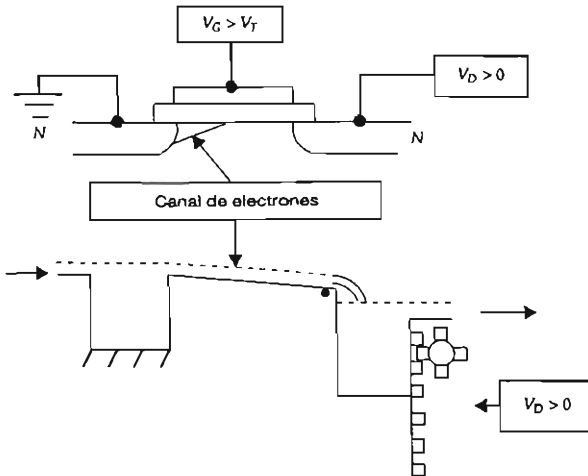 V_G > V_T
V_D > 0
N
N
Canal de electrones
V_D > 0